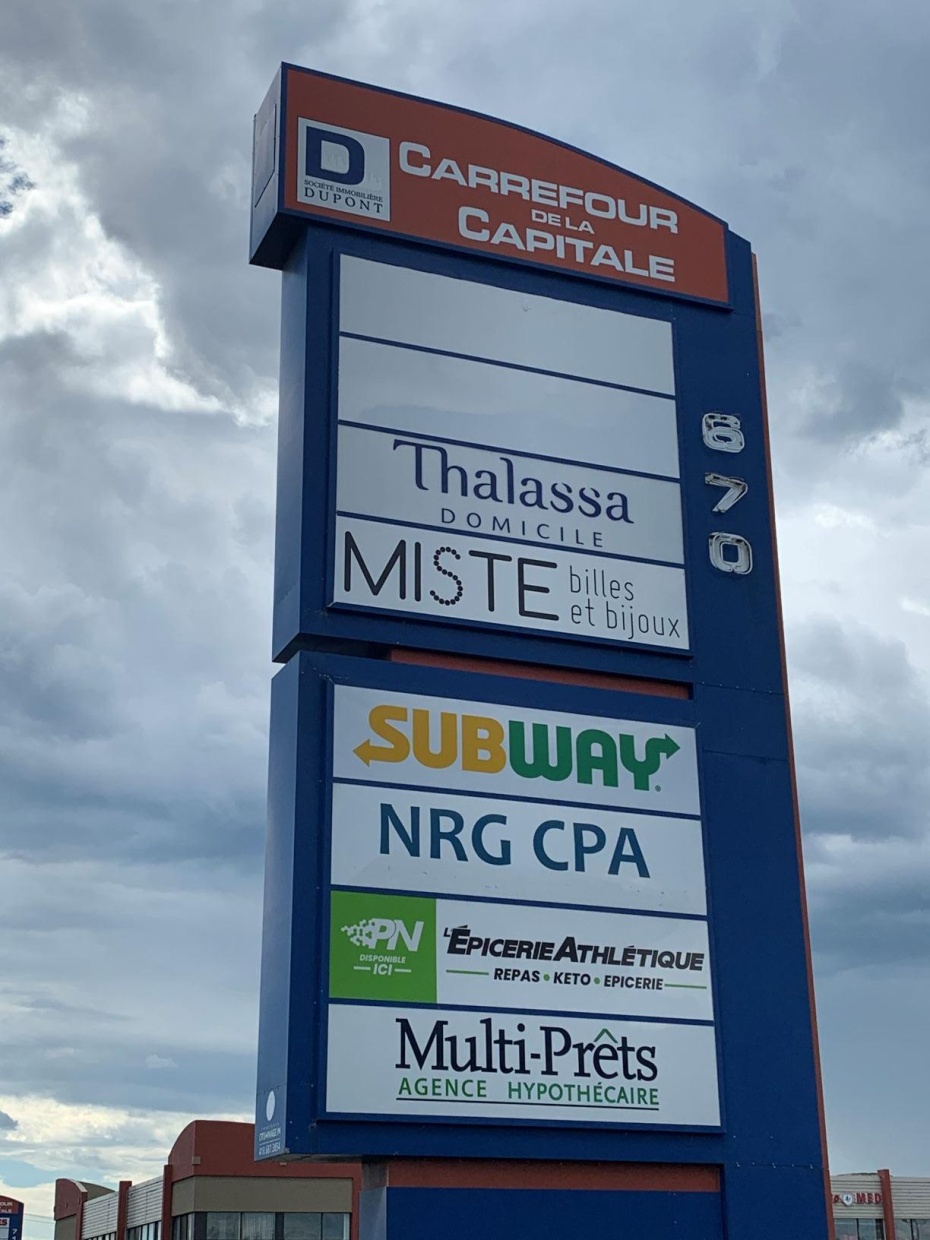 D
SOCIÉTÉ IMMOBILIÈRE
DUPONT
CARREFOUR
DE LA
CAPITALE
6
7
0
Thalassa
DOMICILE
MISTE billes
et bijoux
SUBWAY
NRG CPA
PN
DISPONIBLE
ICI
L'ÉPICERIE ATHLÉTIQUE
REPAS • KETO • EPICERIE
Multi-Prêts
AGENCE HYPOTHÉCAIRE
MED